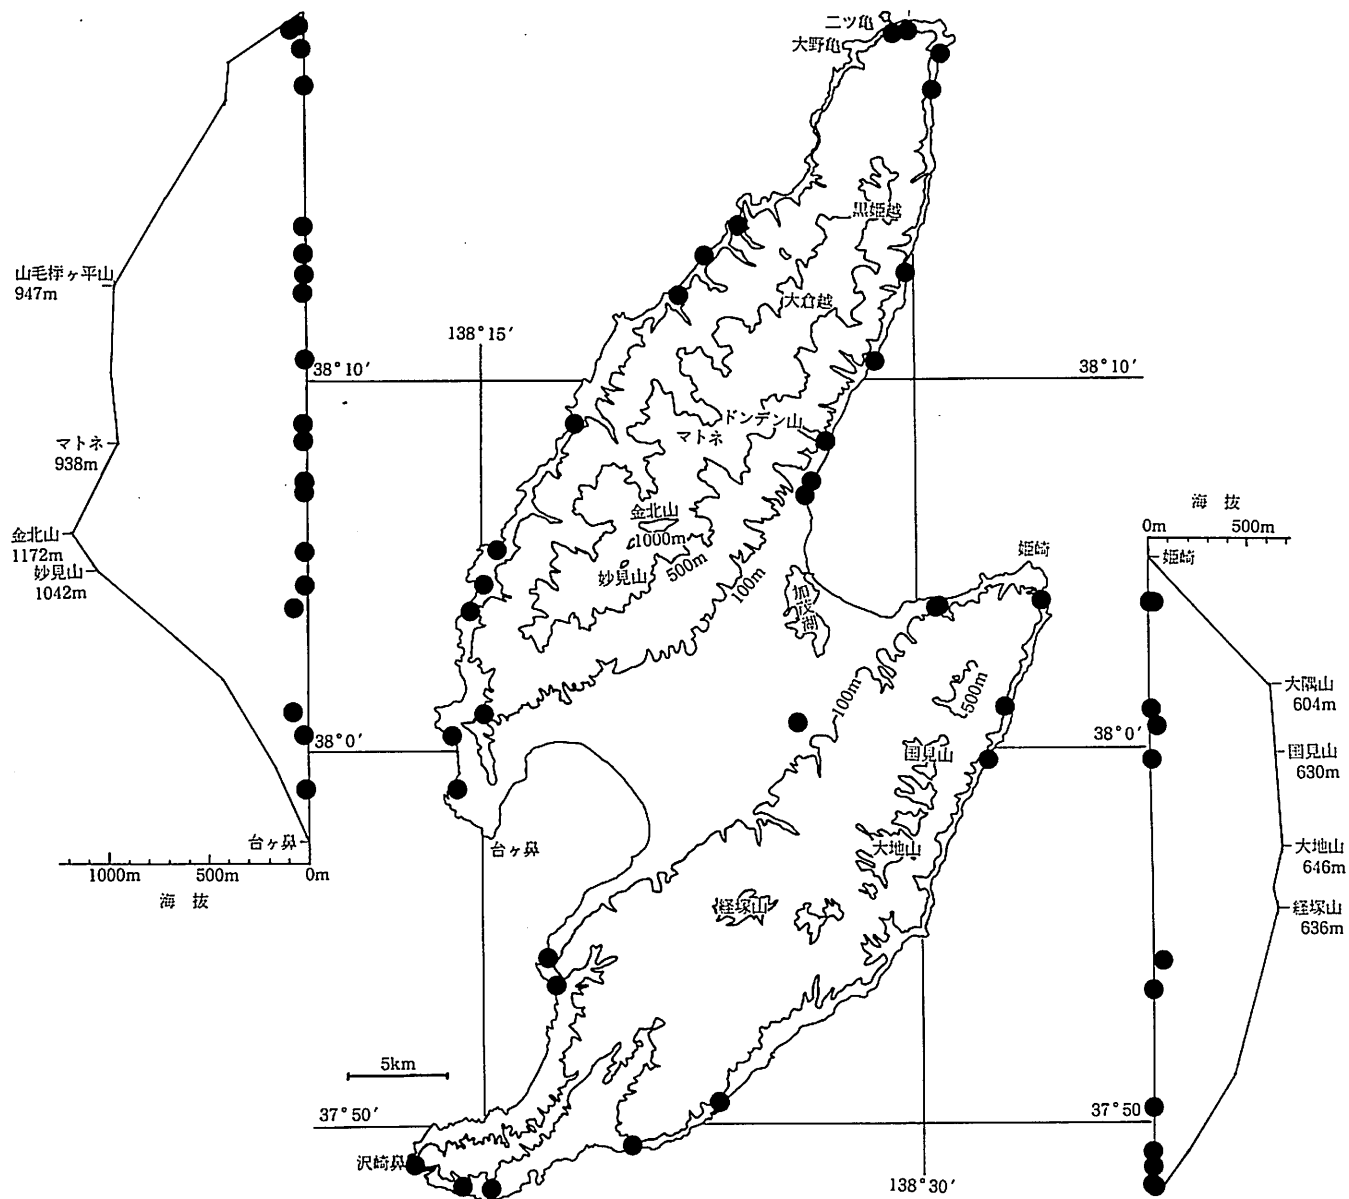 二ツ亀
大野亀
黒姫越
大倉越
山毛欅ヶ平山
947m
138°15′
38°10′
38°10′
ドンデン山
マトネ
マトネ
938m
金北山
1000m
金北山
1172m
妙見山
1042m
妙見山
500m
100m
加茂湖
姫崎
海抜
0m
500m
姫崎
大隅山
604m
100m
500m
38°0′
38°0′
国見山
国見山
630m
台ヶ鼻
台ヶ鼻
1000m
500m
0m
海抜
大地山
大地山
646m
経塚山
経塚山
636m
5km
37°50′
37°50
沢崎鼻
138°30′